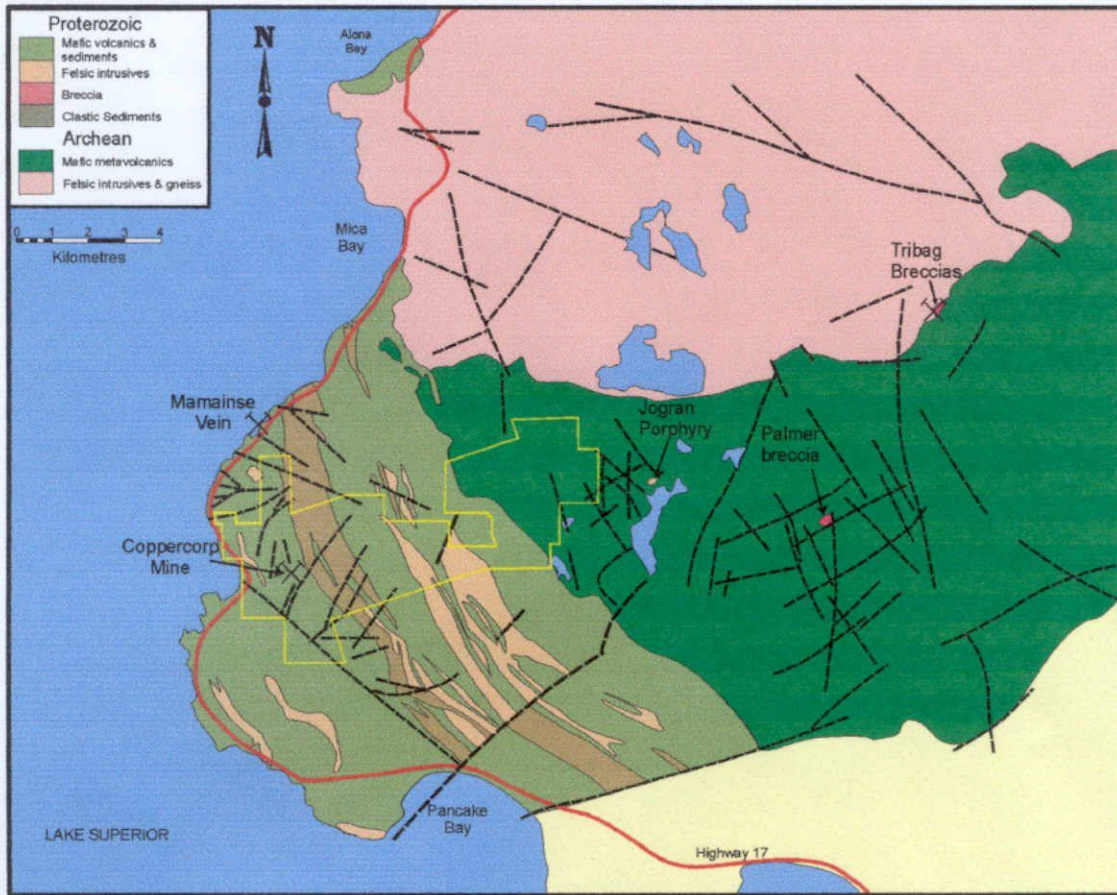 Proterozoic
Mafic volcanics &
sediments
Felsic intrusives
Breccia
Clastic Sediments
Archean
Mafic metavolcanics
Felsic intrusives & gneiss
0 1 2 3 4
Kilometres
N
Alona
Bay
Mica
Bay
Tribag
Breccias
Mamainse
Vein
Jogran
Porphyry
Palmer
breccia
Coppercorp
Mine
Pancake
Bay
LAKE SUPERIOR
Highway 17